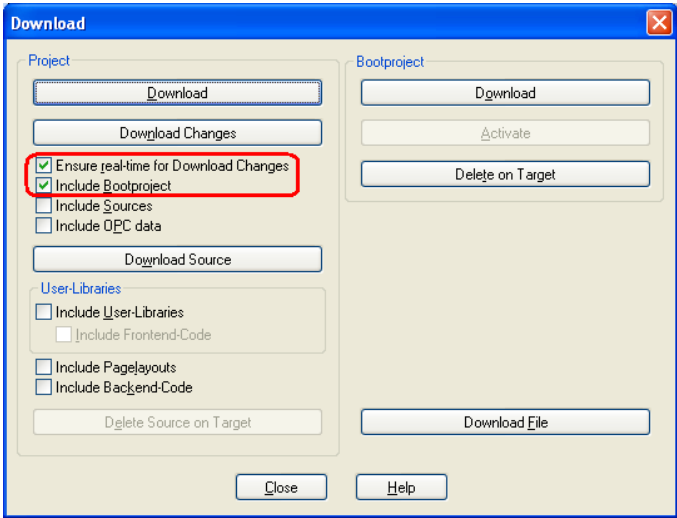 Download
Project
Download
Download Changes
Ensure real-time for Download Changes
Include Bootproject
Include Sources
Include OPC data
Download Source
User-Libraries
Include User-Libraries
Include Frontend-Code
Include Pagelayouts
Include Backend-Code
Delete Source on Target
Bootproject
Download
Activate
Delete on Target
Download File
Close
Help